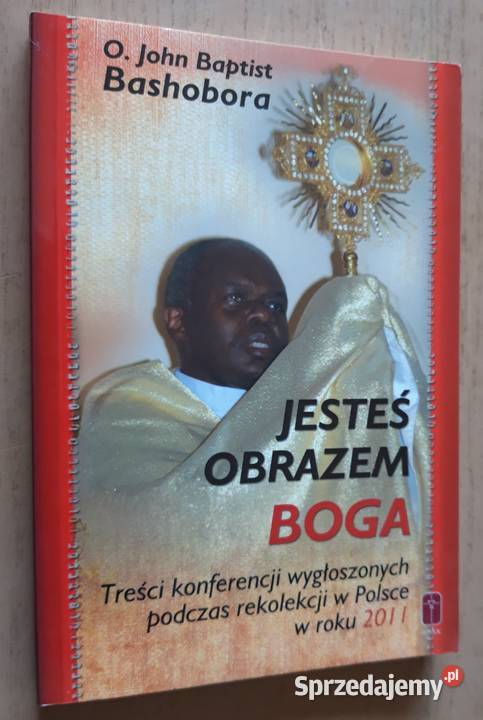 O. John Baptist
Bashobora
JESTEŚ
OBRAZEM
BOGA
Treści konferencji wygłoszonych
podczas rekolekcji w Polsce
w roku 2011
Sprzedajemy.pl